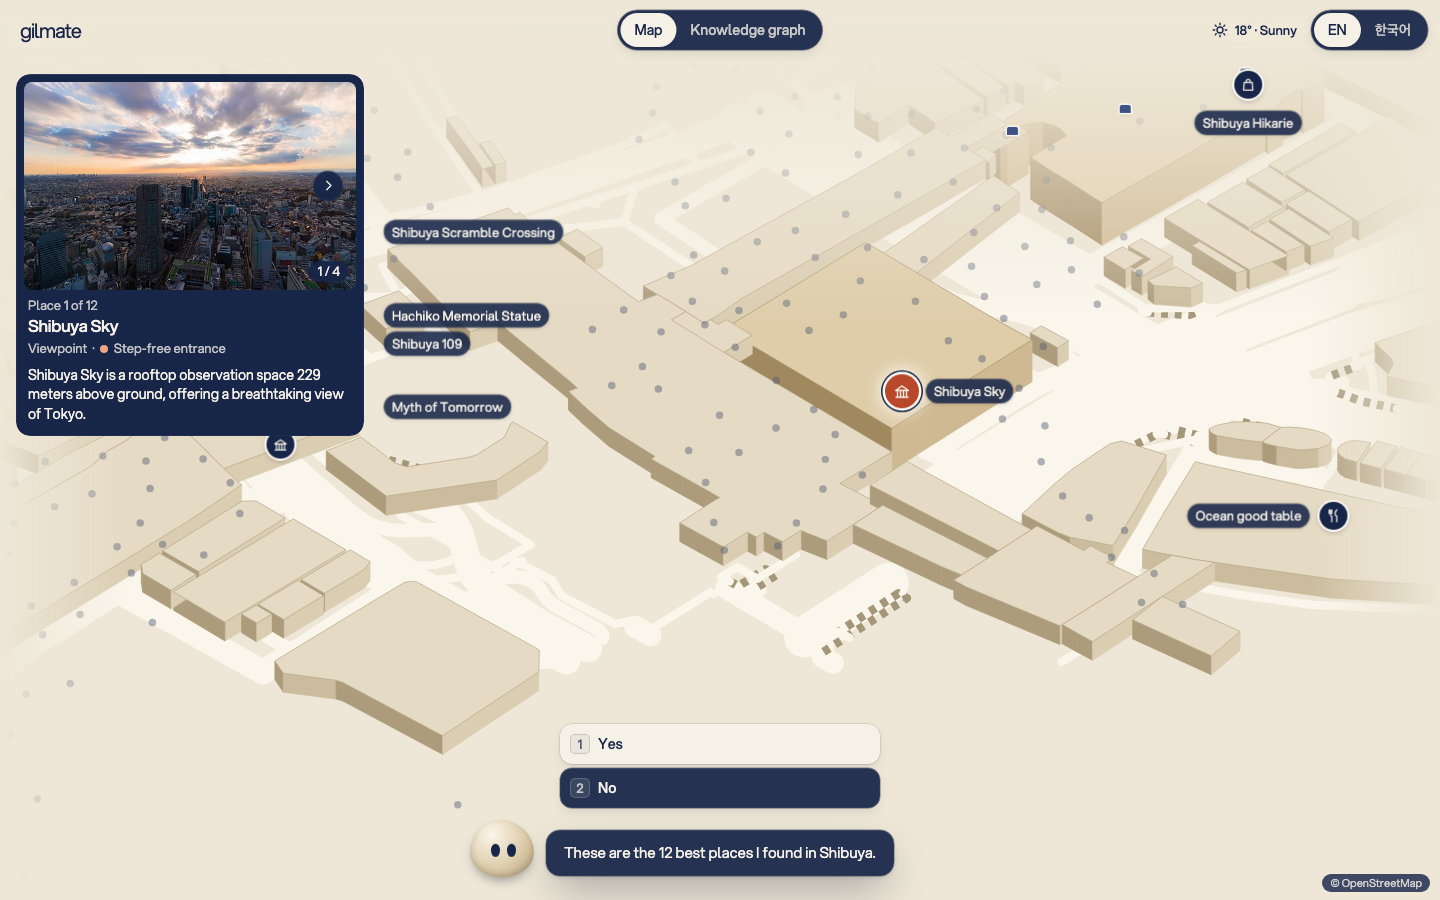 gilmate
Map
Knowledge graph
18° · Sunny
EN
한국어
1 / 4
Place 1 of 12
Shibuya Sky
Viewpoint · Step-free entrance
Shibuya Sky is a rooftop observation space 229
meters above ground, offering a breathtaking view
of Tokyo.
Shibuya Hikarie
Shibuya Scramble Crossing
Hachiko Memorial Statue
Shibuya 109
Shibuya Sky
Myth of Tomorrow
Ocean good table
1 Yes
2 No
These are the 12 best places I found in Shibuya.
© OpenStreetMap